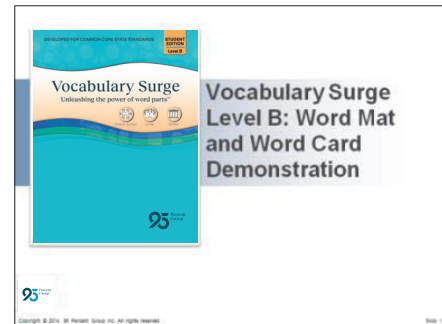 DEVELOPED FOR COMMON CORE STATE STANDARDS
STUDENT
EDITION
Level B
Vocabulary Surge
Unleashing the power of word parts™
95 Percent
Group
Vocabulary Surge
Level B: Word Mat
and Word Card
Demonstration
95 Percent
Group
Copyright © 2014, 95 Percent Group Inc. All rights reserved.
Slide 1